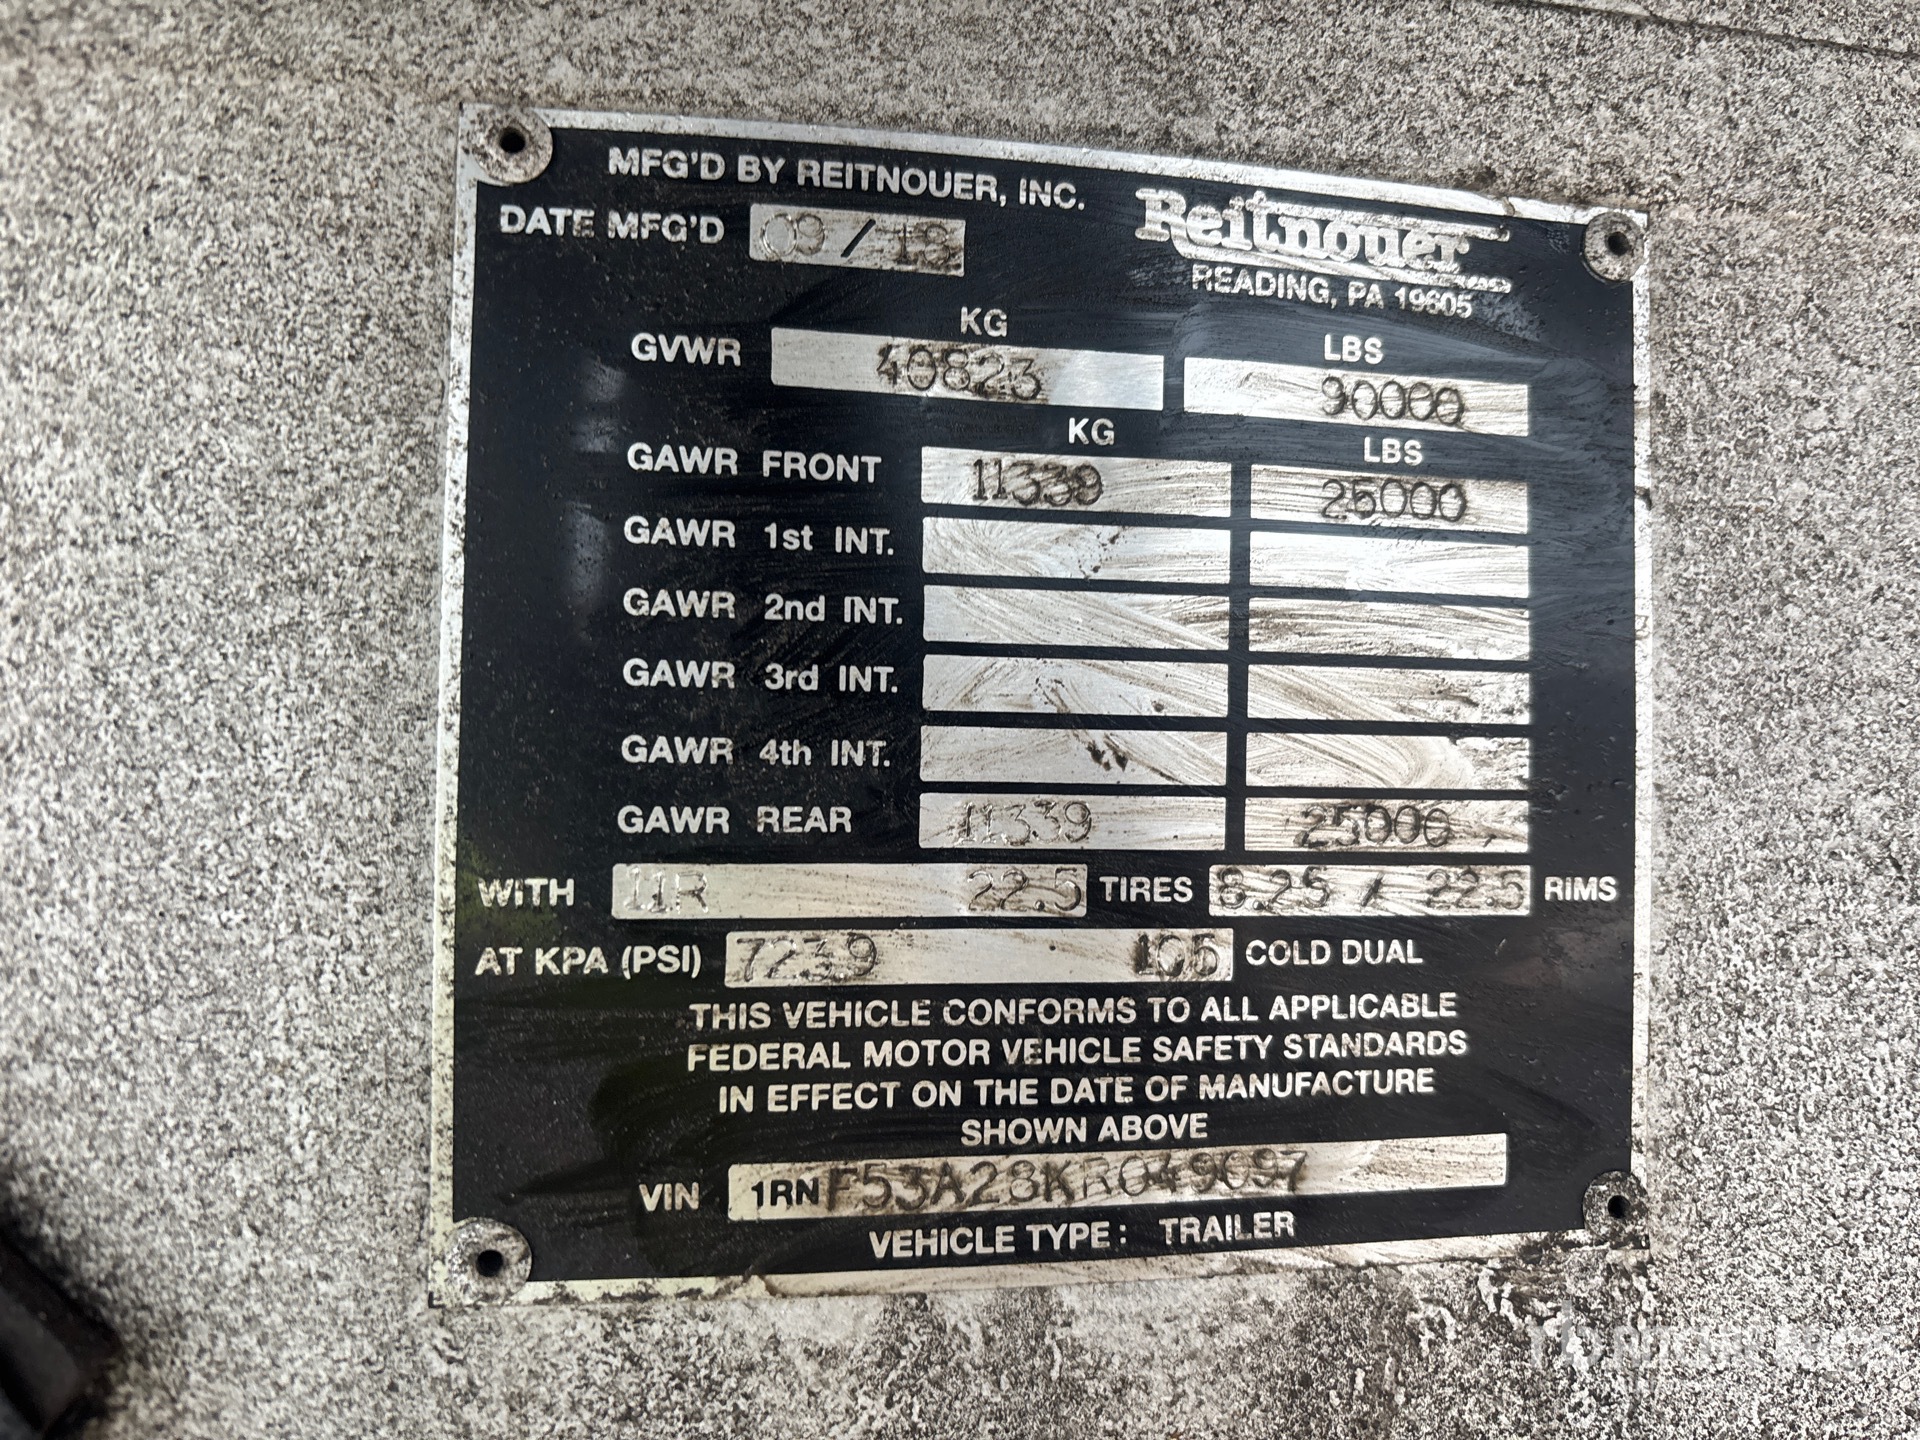 MFG'D BY REITNOUER, INC.
Reitnouer
READING, PA 19605
DATE MFG'D 09 / 18
KG LBS
GVWR 40823 90000
KG LBS
GAWR FRONT 11339 25000
GAWR 1st INT.
GAWR 2nd INT.
GAWR 3rd INT.
GAWR 4th INT.
GAWR REAR 11339 25000
WITH 11R 22.5 TIRES 8.25 / 22.5 RIMS
AT KPA (PSI) 723.9 105 COLD DUAL
THIS VEHICLE CONFORMS TO ALL APPLICABLE
FEDERAL MOTOR VEHICLE SAFETY STANDARDS
IN EFFECT ON THE DATE OF MANUFACTURE
SHOWN ABOVE
VIN 1RNF53A28KR049097
VEHICLE TYPE: TRAILER